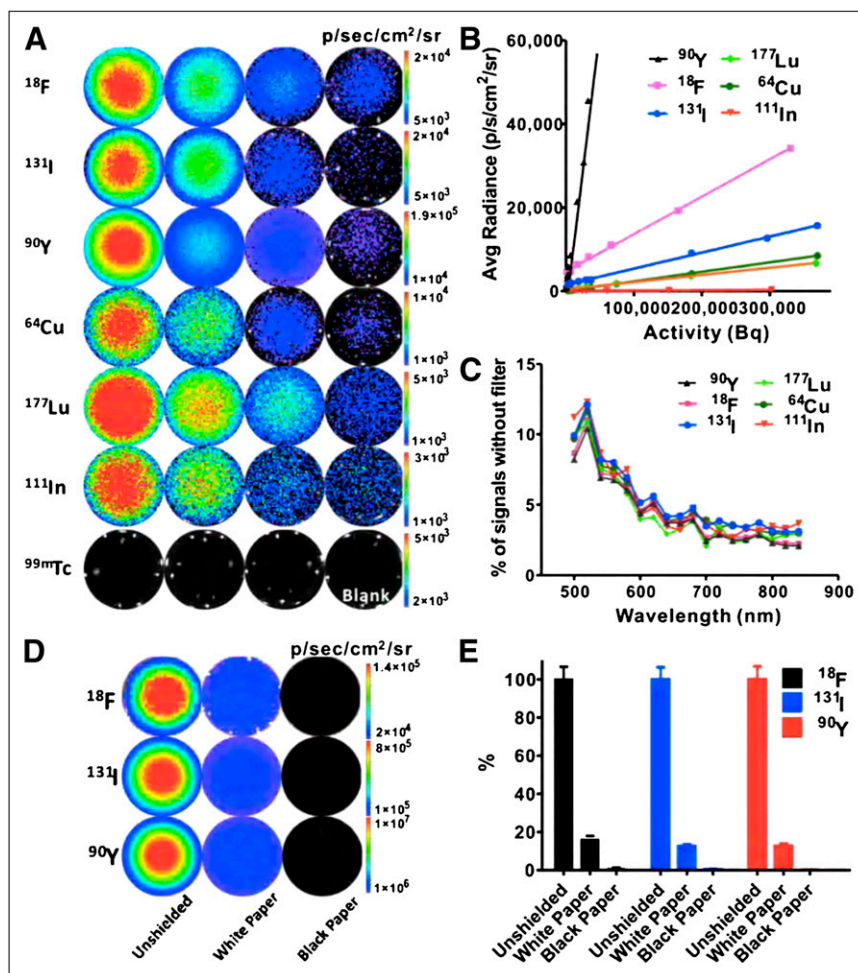 A
p/sec/cm²/sr
¹⁸F
2×10⁴
5×10³
¹³¹I
2×10⁴
5×10³
⁹⁰Y
1.9×10⁵
1×10⁴
⁶⁴Cu
1×10⁴
1×10³
¹⁷⁷Lu
5×10³
1×10³
¹¹¹In
3×10³
1×10³
⁹⁹ᵐTc
5×10³
2×10³
Blank
B
Avg Radiance (p/s/cm²/sr)
60,000
40,000
20,000
0
⁹⁰Y
¹⁷⁷Lu
¹⁸F
⁶⁴Cu
¹³¹I
¹¹¹In
100,000200,000300,000
Activity (Bq)
C
% of signals without filter
15
10
5
0
⁹⁰Y
¹⁷⁷Lu
¹⁸F
⁶⁴Cu
¹³¹I
¹¹¹In
500 600 700 800 900
Wavelength (nm)
D
p/sec/cm²/sr
¹⁸F
1.4×10⁵
2×10⁴
¹³¹I
8×10⁵
1×10⁵
⁹⁰Y
1×10⁷
1×10⁶
Unshielded
White Paper
Black Paper
E
%
100
80
60
40
20
0
¹⁸F
¹³¹I
⁹⁰Y
Unshielded
White Paper
Black Paper
Unshielded
White Paper
Black Paper
Unshielded
White Paper
Black Paper